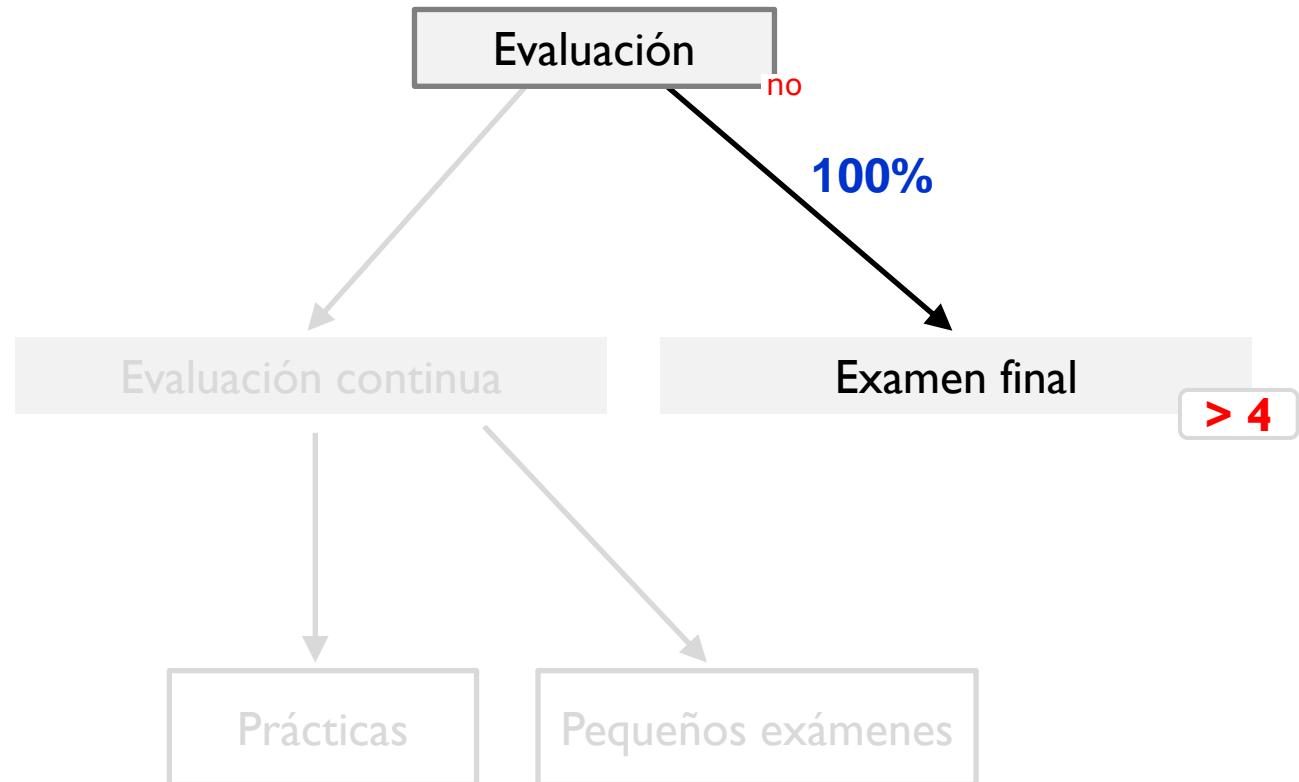 Evaluación
no
100%
Evaluación continua
Examen final
> 4
Prácticas
Pequeños exámenes